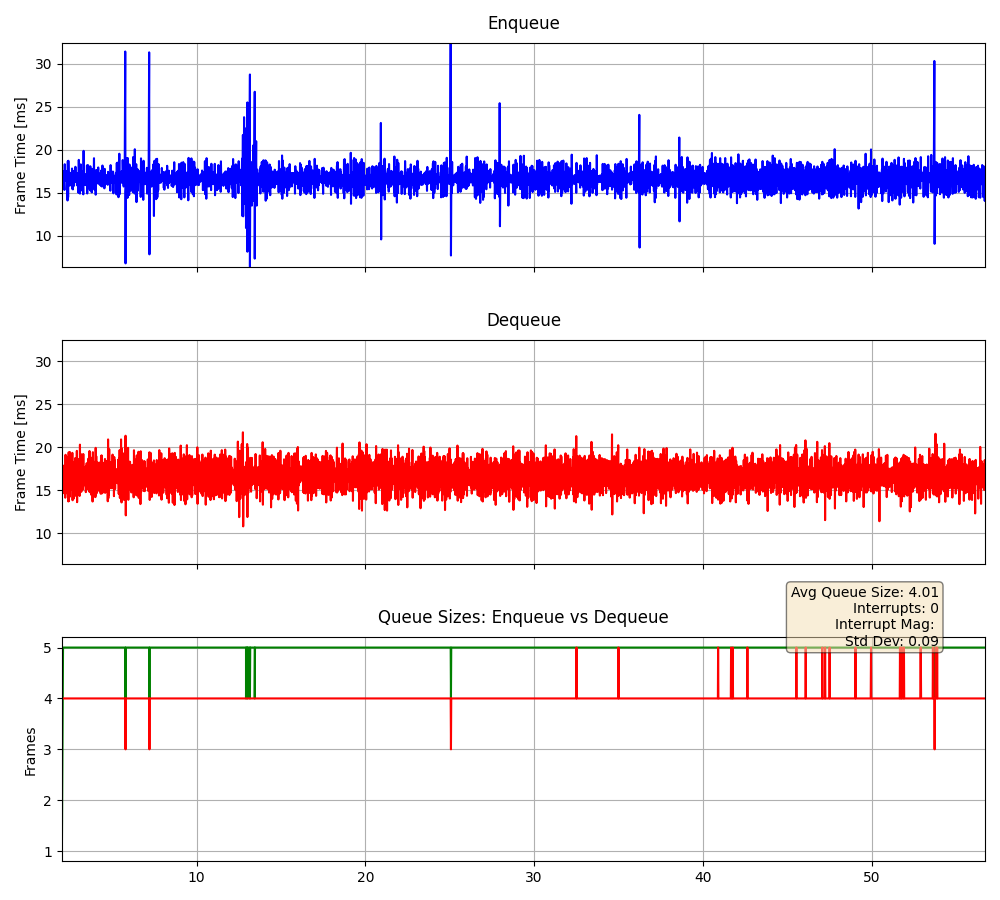 Enqueue
Frame Time [ms]
30
25
20
15
10
Dequeue
Frame Time [ms]
30
25
20
15
10
Avg Queue Size: 4.01
Interrupts: 0
Interrupt Mag:
Std Dev: 0.09
Queue Sizes: Enqueue vs Dequeue
Frames
5
4
3
2
1
10 20 30 40 50